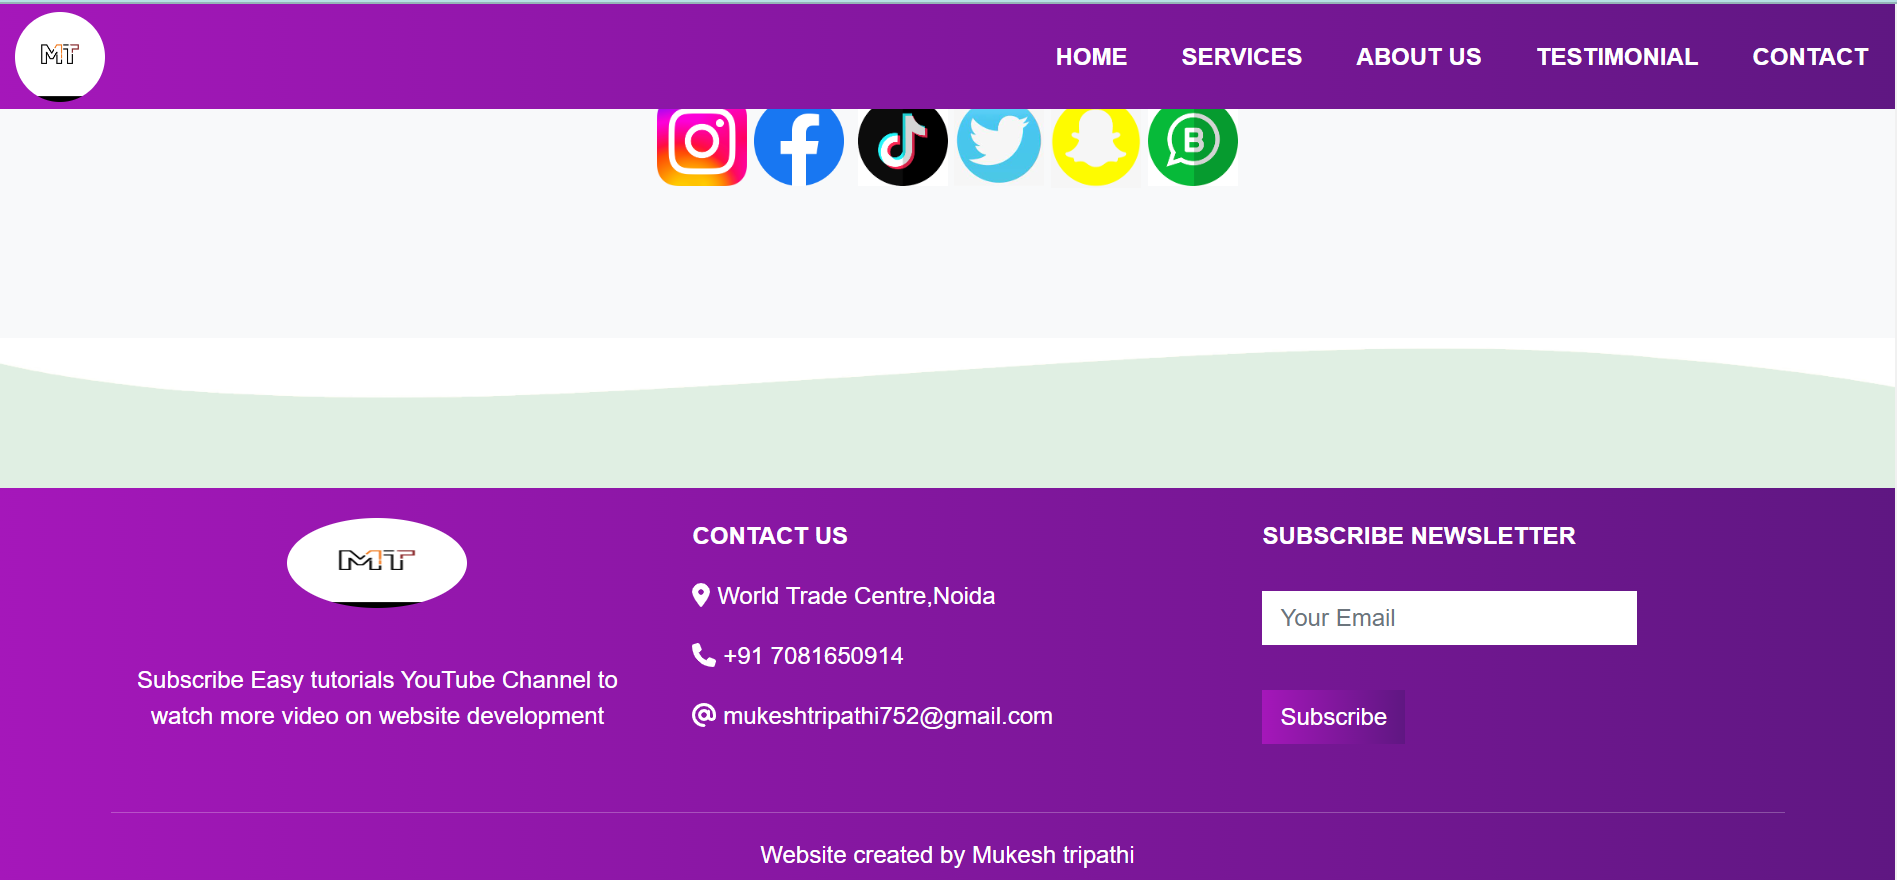 MT
HOME SERVICES ABOUT US TESTIMONIAL CONTACT
B
MT
Subscribe Easy tutorials YouTube Channel to
watch more video on website development
CONTACT US
World Trade Centre,Noida
+91 7081650914
mukeshtripathi752@gmail.com
SUBSCRIBE NEWSLETTER
Your Email
Subscribe
Website created by Mukesh tripathi